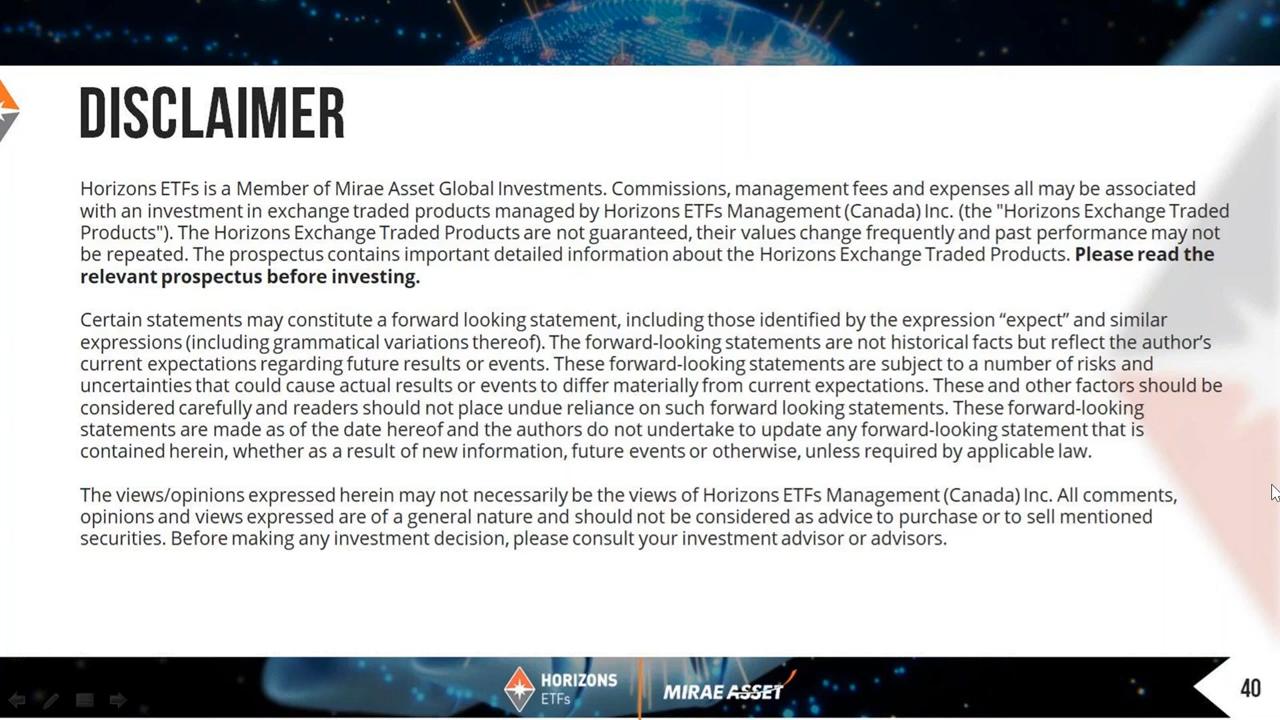 DISCLAIMER
Horizons ETFs is a Member of Mirae Asset Global Investments. Commissions, management fees and expenses all may be associated
with an investment in exchange traded products managed by Horizons ETFs Management (Canada) Inc. (the "Horizons Exchange Traded
Products"). The Horizons Exchange Traded Products are not guaranteed, their values change frequently and past performance may not
be repeated. The prospectus contains important detailed information about the Horizons Exchange Traded Products. Please read the
relevant prospectus before investing.
Certain statements may constitute a forward looking statement, including those identified by the expression “expect” and similar
expressions (including grammatical variations thereof). The forward-looking statements are not historical facts but reflect the author’s
current expectations regarding future results or events. These forward-looking statements are subject to a number of risks and
uncertainties that could cause actual results or events to differ materially from current expectations. These and other factors should be
considered carefully and readers should not place undue reliance on such forward looking statements. These forward-looking
statements are made as of the date hereof and the authors do not undertake to update any forward-looking statement that is
contained herein, whether as a result of new information, future events or otherwise, unless required by applicable law.
The views/opinions expressed herein may not necessarily be the views of Horizons ETFs Management (Canada) Inc. All comments,
opinions and views expressed are of a general nature and should not be considered as advice to purchase or to sell mentioned
securities. Before making any investment decision, please consult your investment advisor or advisors.
HORIZONS
ETFs
MIRAE ASSET
40